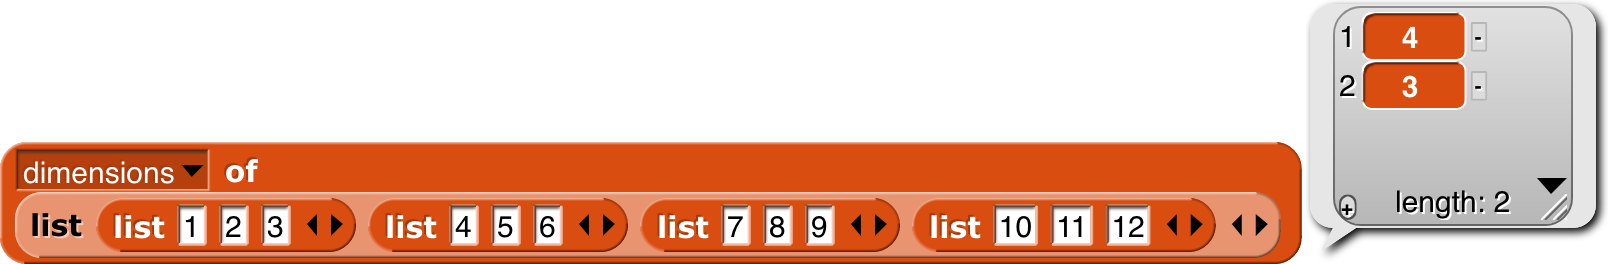 dimensions of
list list 1 2 3 list 4 5 6 list 7 8 9 list 10 11 12
1 4 -
2 3 -
+ length: 2